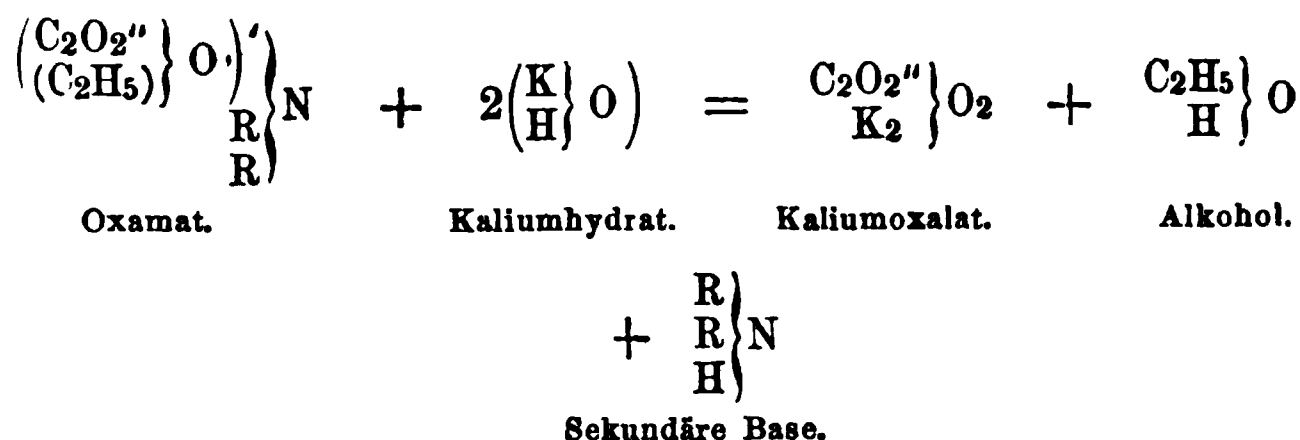 (C2O2″
(C2H5)} O·)′
R
R} N + 2(K
H} O) = C2O2″
K2} O2 + C2H5
H} O
Oxamat. Kaliumhydrat. Kaliumoxalat. Alkohol.
+ R
R
H} N
Sekundäre Base.